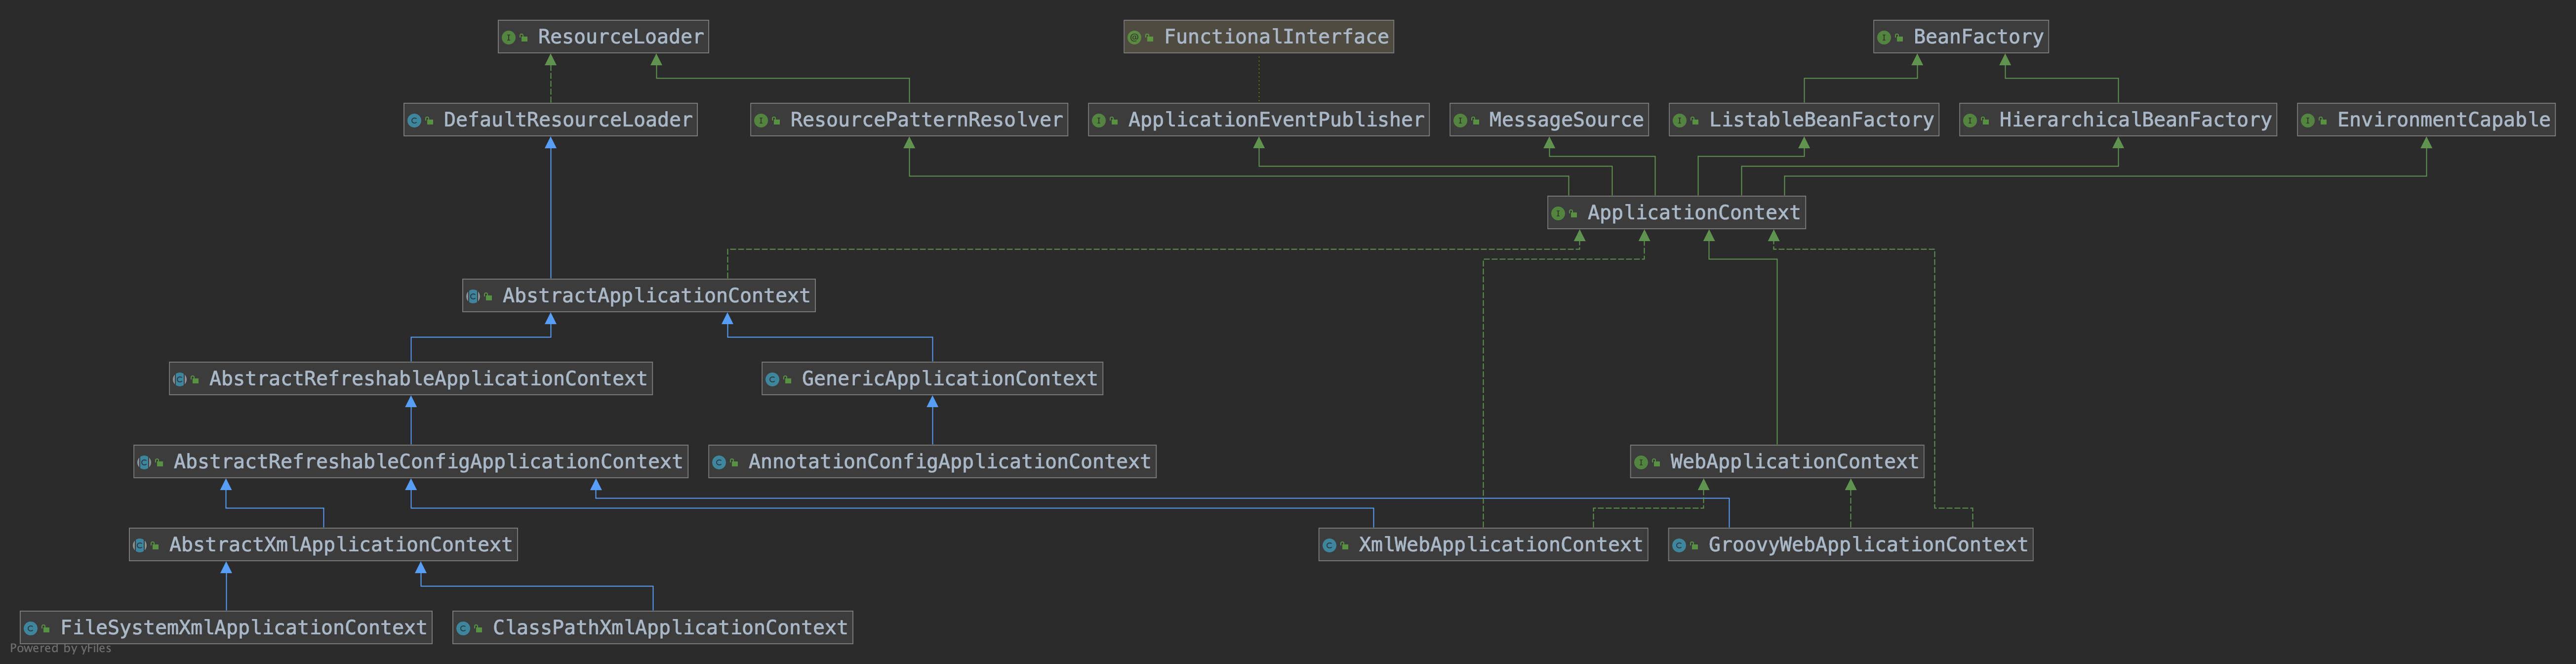 ResourceLoader
FunctionalInterface
BeanFactory
DefaultResourceLoader
ResourcePatternResolver
ApplicationEventPublisher
MessageSource
ListableBeanFactory
HierarchicalBeanFactory
EnvironmentCapable
ApplicationContext
AbstractApplicationContext
AbstractRefreshableApplicationContext
GenericApplicationContext
AbstractRefreshableConfigApplicationContext
AnnotationConfigApplicationContext
WebApplicationContext
AbstractXmlApplicationContext
XmlWebApplicationContext
GroovyWebApplicationContext
FileSystemXmlApplicationContext
ClassPathXmlApplicationContext
Powered by yFiles